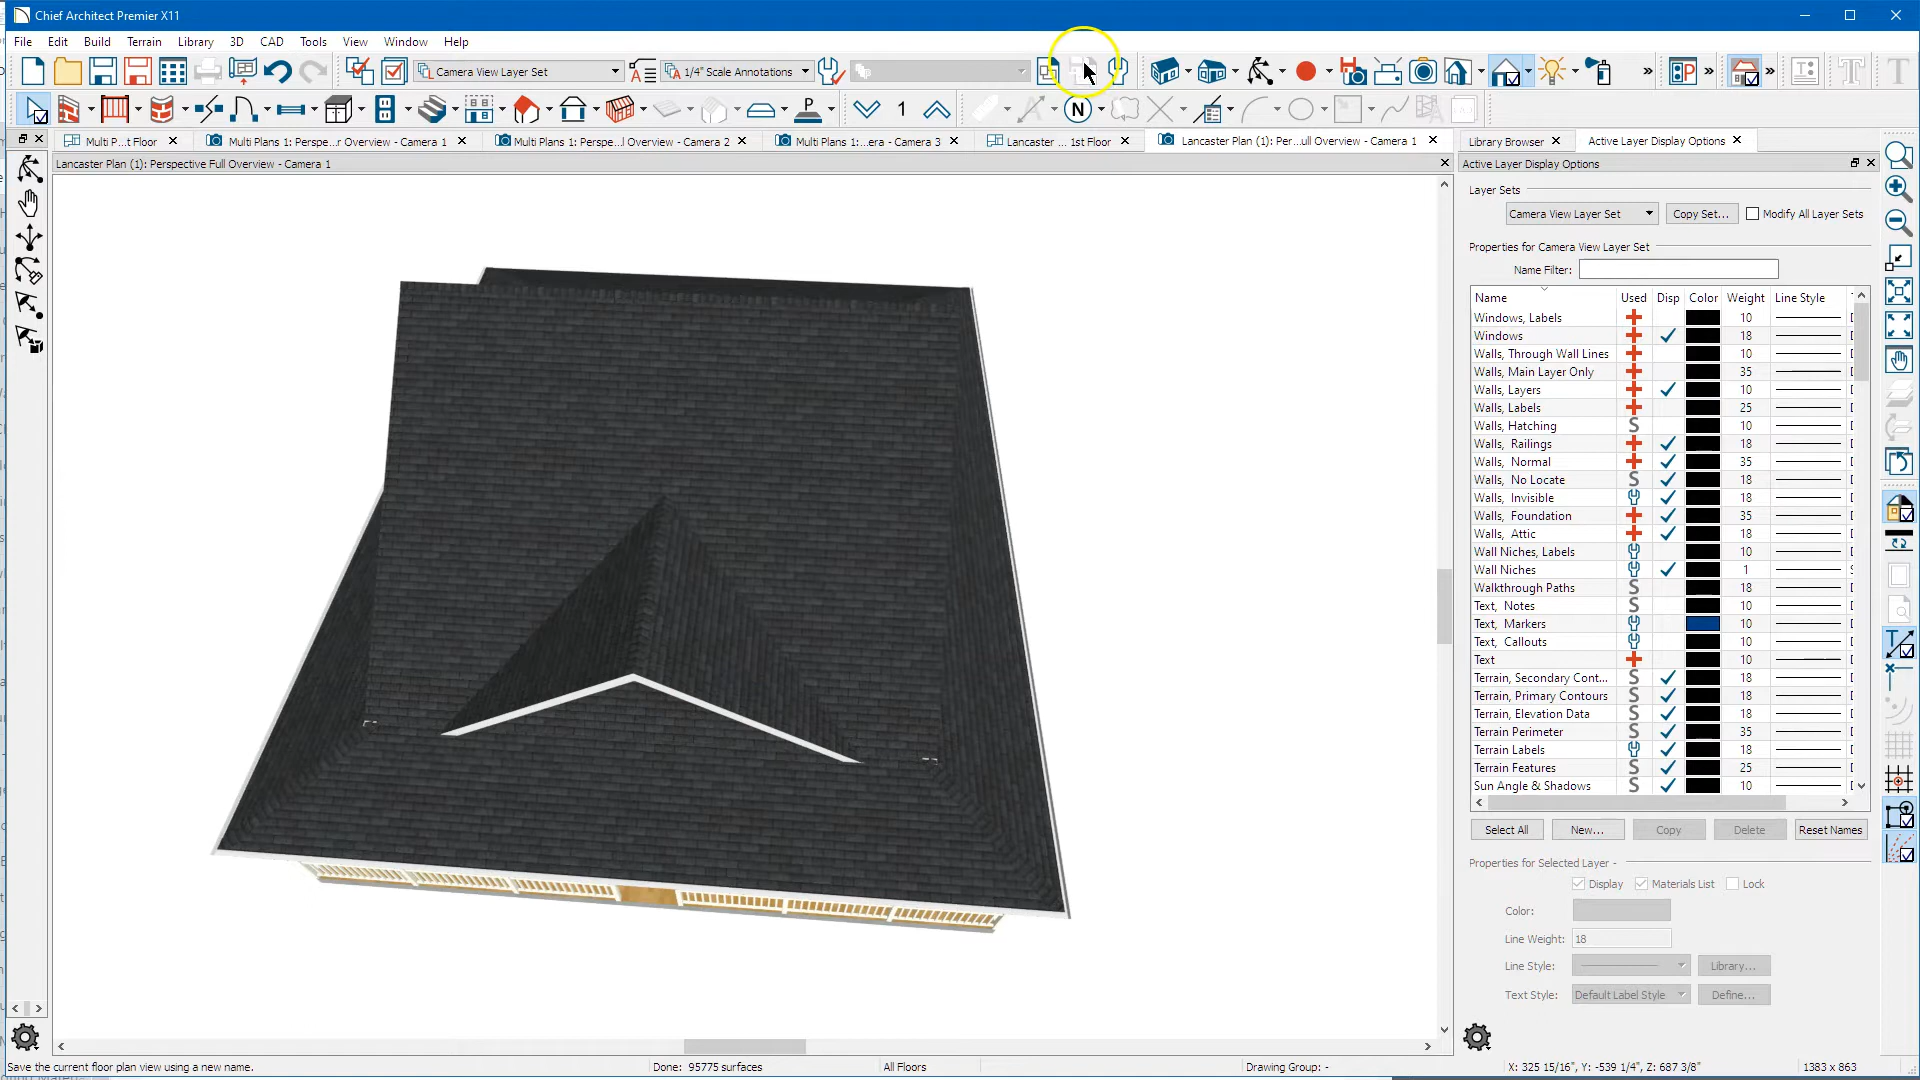 Chief Architect Premier X11
File Edit Build Terrain Library 3D CAD Tools View Window Help
Camera View Layer Set 1/4" Scale Annotations
1 N
Multi P...t Floor Multi Plans 1: Perspe...r Overview - Camera 1 Multi Plans 1: Perspe...l Overview - Camera 2 Multi Plans 1:...era - Camera 3 Lancaster ... 1st Floor Lancaster Plan (1): Per...ull Overview - Camera 1 Library Browser Active Layer Display Options
Lancaster Plan (1): Perspective Full Overview - Camera 1
Active Layer Display Options
Layer Sets
Camera View Layer Set Copy Set... Modify All Layer Sets
Properties for Camera View Layer Set
Name Filter:
Name Used Disp Color Weight Line Style
Windows, Labels 10
Windows 18
Walls, Through Wall Lines 10
Walls, Main Layer Only 35
Walls, Layers 10
Walls, Labels 25
Walls, Hatching S 10
Walls, Railings 18
Walls, Normal 35
Walls, No Locate S 18
Walls, Invisible 18
Walls, Foundation 35
Walls, Attic 18
Wall Niches, Labels 10
Wall Niches 1
Walkthrough Paths S 18
Text, Notes S 10
Text, Markers 10
Text, Callouts 10
Text 10
Terrain, Secondary Cont... S 18
Terrain, Primary Contours S 18
Terrain, Elevation Data S 18
Terrain Perimeter S 35
Terrain Labels 18
Terrain Features S 25
Sun Angle & Shadows S 10
Select All New... Copy Delete Reset Names
Properties for Selected Layer -
Display Materials List Lock
Color:
Line Weight: 18
Line Style: Library...
Text Style: Default Label Style Define...
Save the current floor plan view using a new name. Done: 95775 surfaces All Floors Drawing Group: - X: 325 15/16", Y: -539 1/4", Z: 687 3/8" 1383 x 863